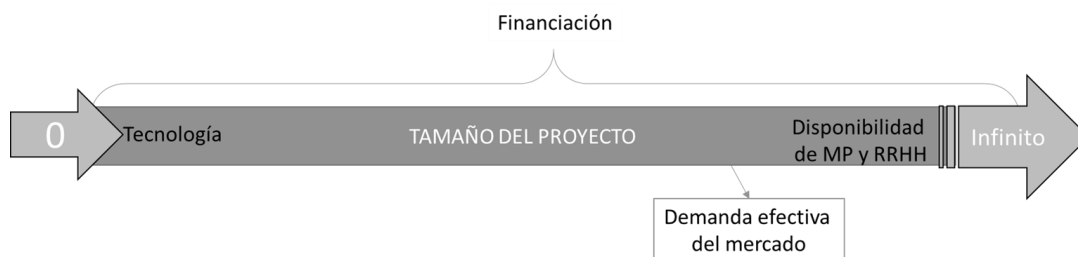 Financiación
0
Tecnología
TAMAÑO DEL PROYECTO
Disponibilidad
de MP y RRHH
Infinito
Demanda efectiva
del mercado